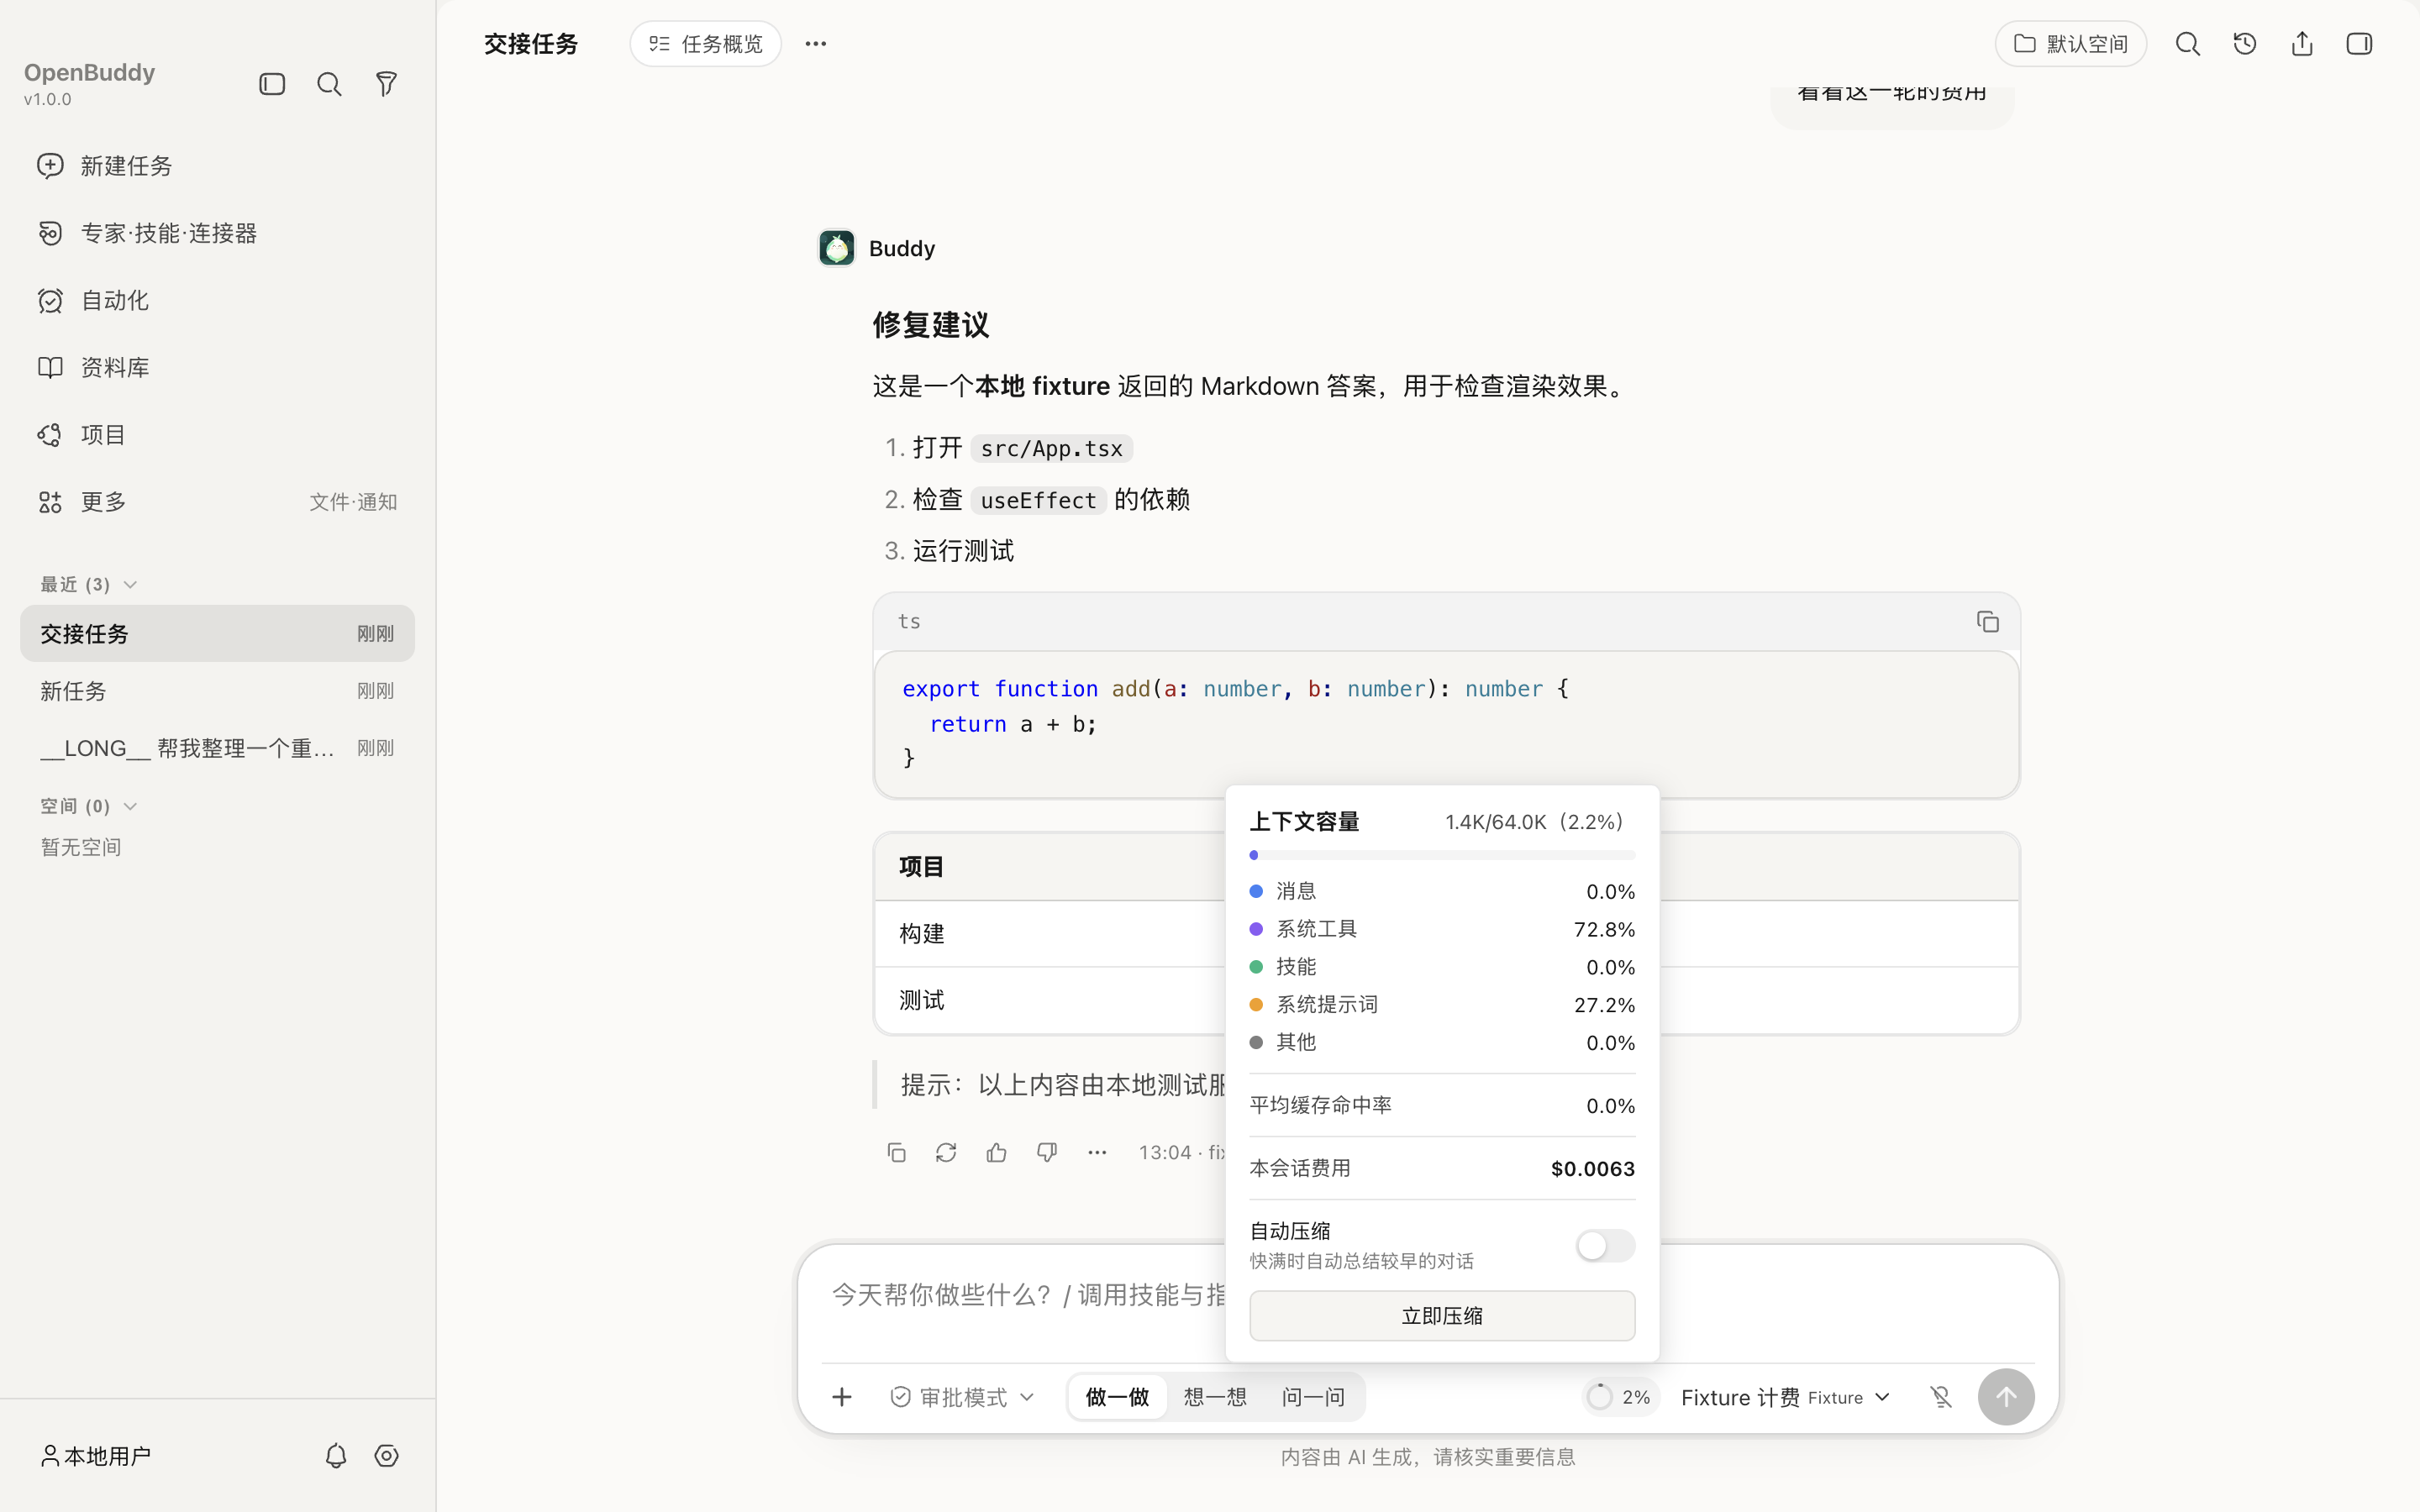 OpenBuddy
v1.0.0
新建任务
专家·技能·连接器
自动化
资料库
项目
更多 文件·通知
最近 (3)
交接任务 刚刚
新任务 刚刚
__LONG__ 帮我整理一个重… 刚刚
空间 (0)
暂无空间
本地用户
交接任务 任务概览 默认空间
看看这一轮的费用
Buddy
修复建议
这是一个本地 fixture 返回的 Markdown 答案，用于检查渲染效果。
1. 打开 src/App.tsx
2. 检查 useEffect 的依赖
3. 运行测试
ts
export function add(a: number, b: number): number {
return a + b;
}
项目
构建
测试
提示：以上内容由本地测试服
13:04 · fix
上下文容量 1.4K/64.0K（2.2%）
消息 0.0%
系统工具 72.8%
技能 0.0%
系统提示词 27.2%
其他 0.0%
平均缓存命中率 0.0%
本会话费用 $0.0063
自动压缩
快满时自动总结较早的对话
立即压缩
今天帮你做些什么？/ 调用技能与指
审批模式 做一做 想一想 问一问 2% Fixture 计费 Fixture
内容由 AI 生成，请核实重要信息